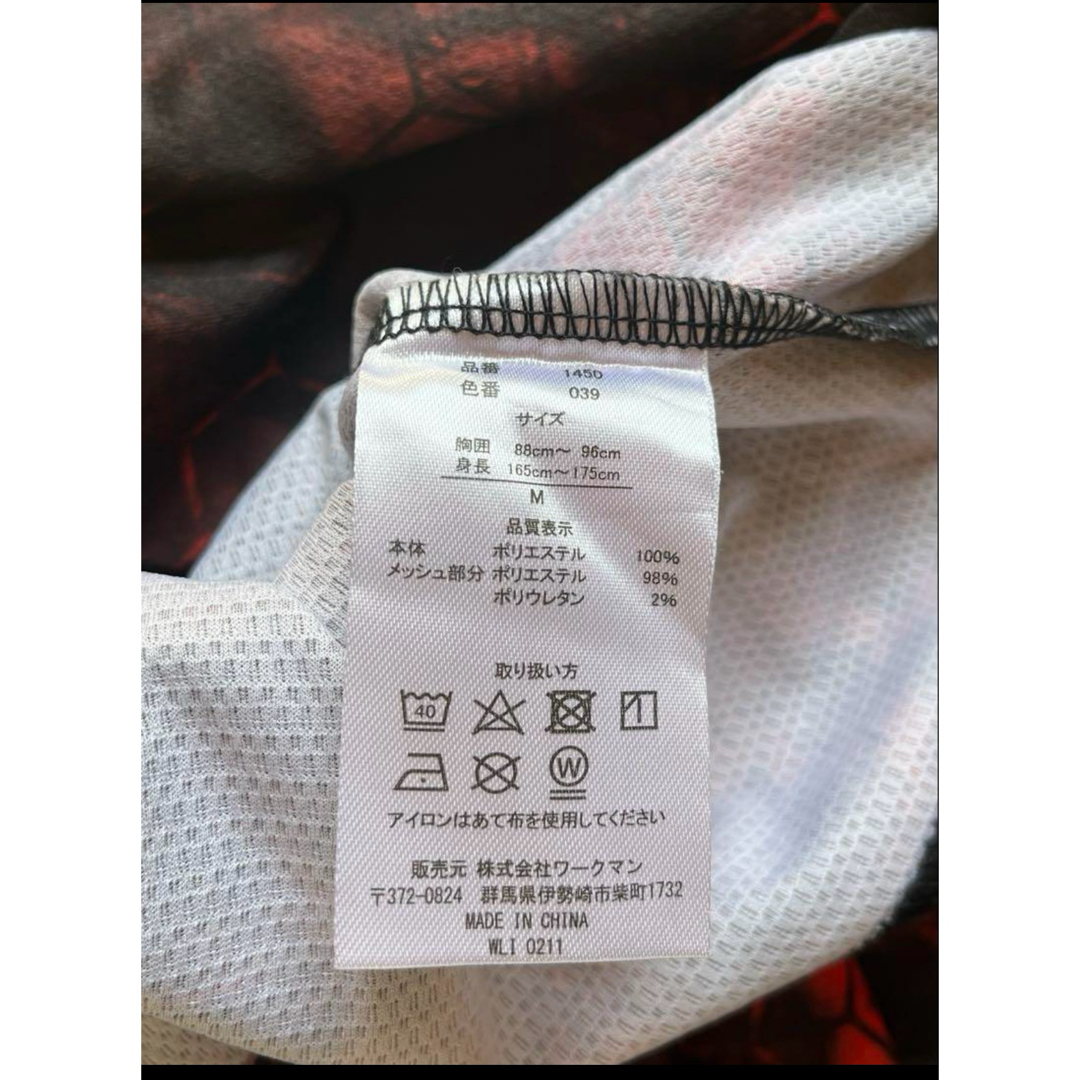 品番 1450
色番 039
サイズ
胸囲 88cm～ 96cm
身長 165cm～175cm
M
品質表示
本体 ポリエステル 100%
メッシュ部分 ポリエステル 98%
ポリウレタン 2%
取り扱い方
40
W
アイロンはあて布を使用してください
販売元 株式会社ワークマン
〒372-0824 群馬県伊勢崎市柴町1732
MADE IN CHINA
WLI 0211